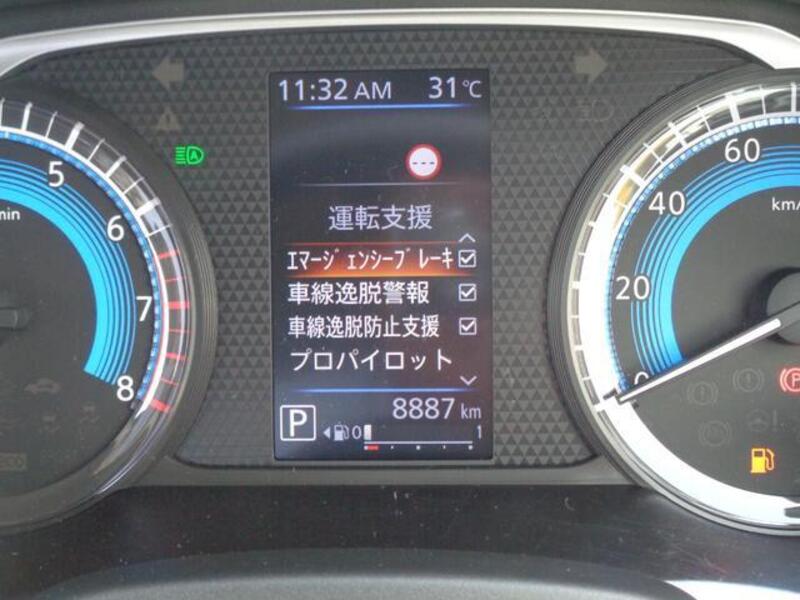 11:32 AM 31℃
---
運転支援
ｴﾏｰｼﾞｪﾝｼｰﾌﾞﾚｰｷ
車線逸脱警報
車線逸脱防止支援
プロパイロット
8887 km
P 0 1
5
6
7
8
min
60
40
20
0
km/
A
P